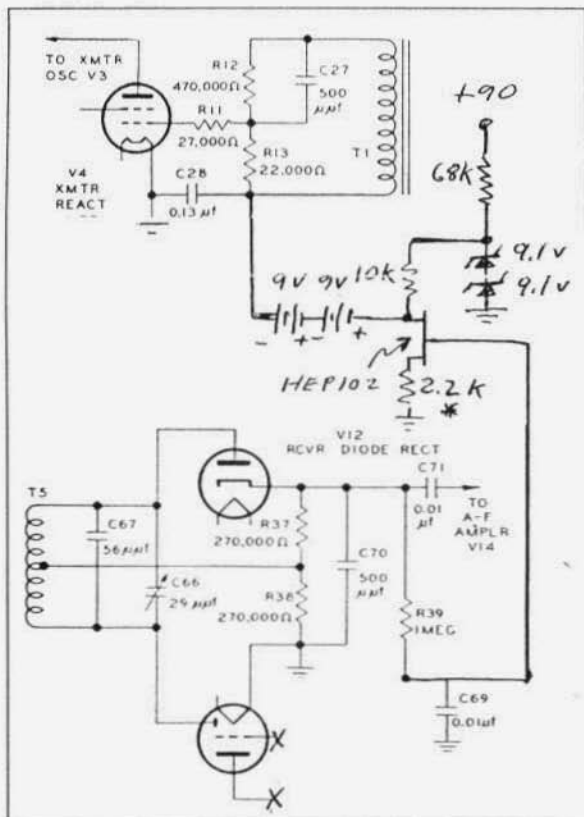 TO XMTR
OSC V3
R12
470,000Ω
C27
500
μμf
R11
27,000Ω
R13
22,000Ω
T1
V4
XMTR
REACT
C28
0.13 μf
+90
68K
9.1V
9.1V
9V 9V
10K
- + - +
HEP102
2.2K
*
V12
RCVR DIODE RECT
T5
C67
56μμf
C66
29 μμf
R37
270,000Ω
R38
270,000Ω
C70
500
μμf
C71
0.01
μf
TO
A-F
AMPLR
V14
R39
1MEG
C69
0.01μf
X
X